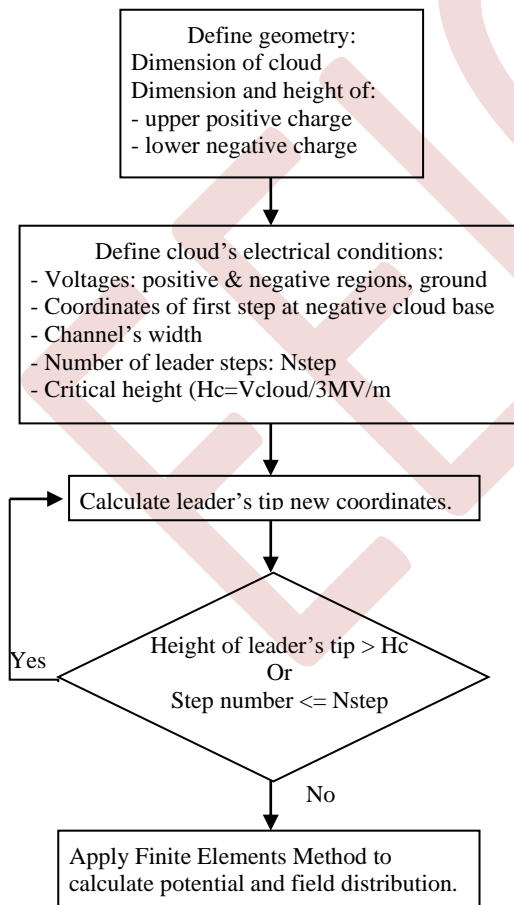 Define geometry:
Dimension of cloud
Dimension and height of:
- upper positive charge
- lower negative charge
Define cloud's electrical conditions:
- Voltages: positive & negative regions, ground
- Coordinates of first step at negative cloud base
- Channel's width
- Number of leader steps: Nstep
- Critical height (Hc=Vcloud/3MV/m
Calculate leader's tip new coordinates.
Height of leader's tip > Hc
Yes
Or
Step number <= Nstep
No
Apply Finite Elements Method to
calculate potential and field distribution.